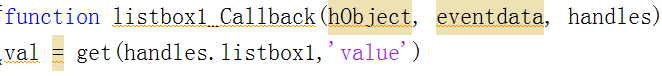 function listbox1_Callback(hObject, eventdata, handles)
val = get(handles.listbox1,'value')